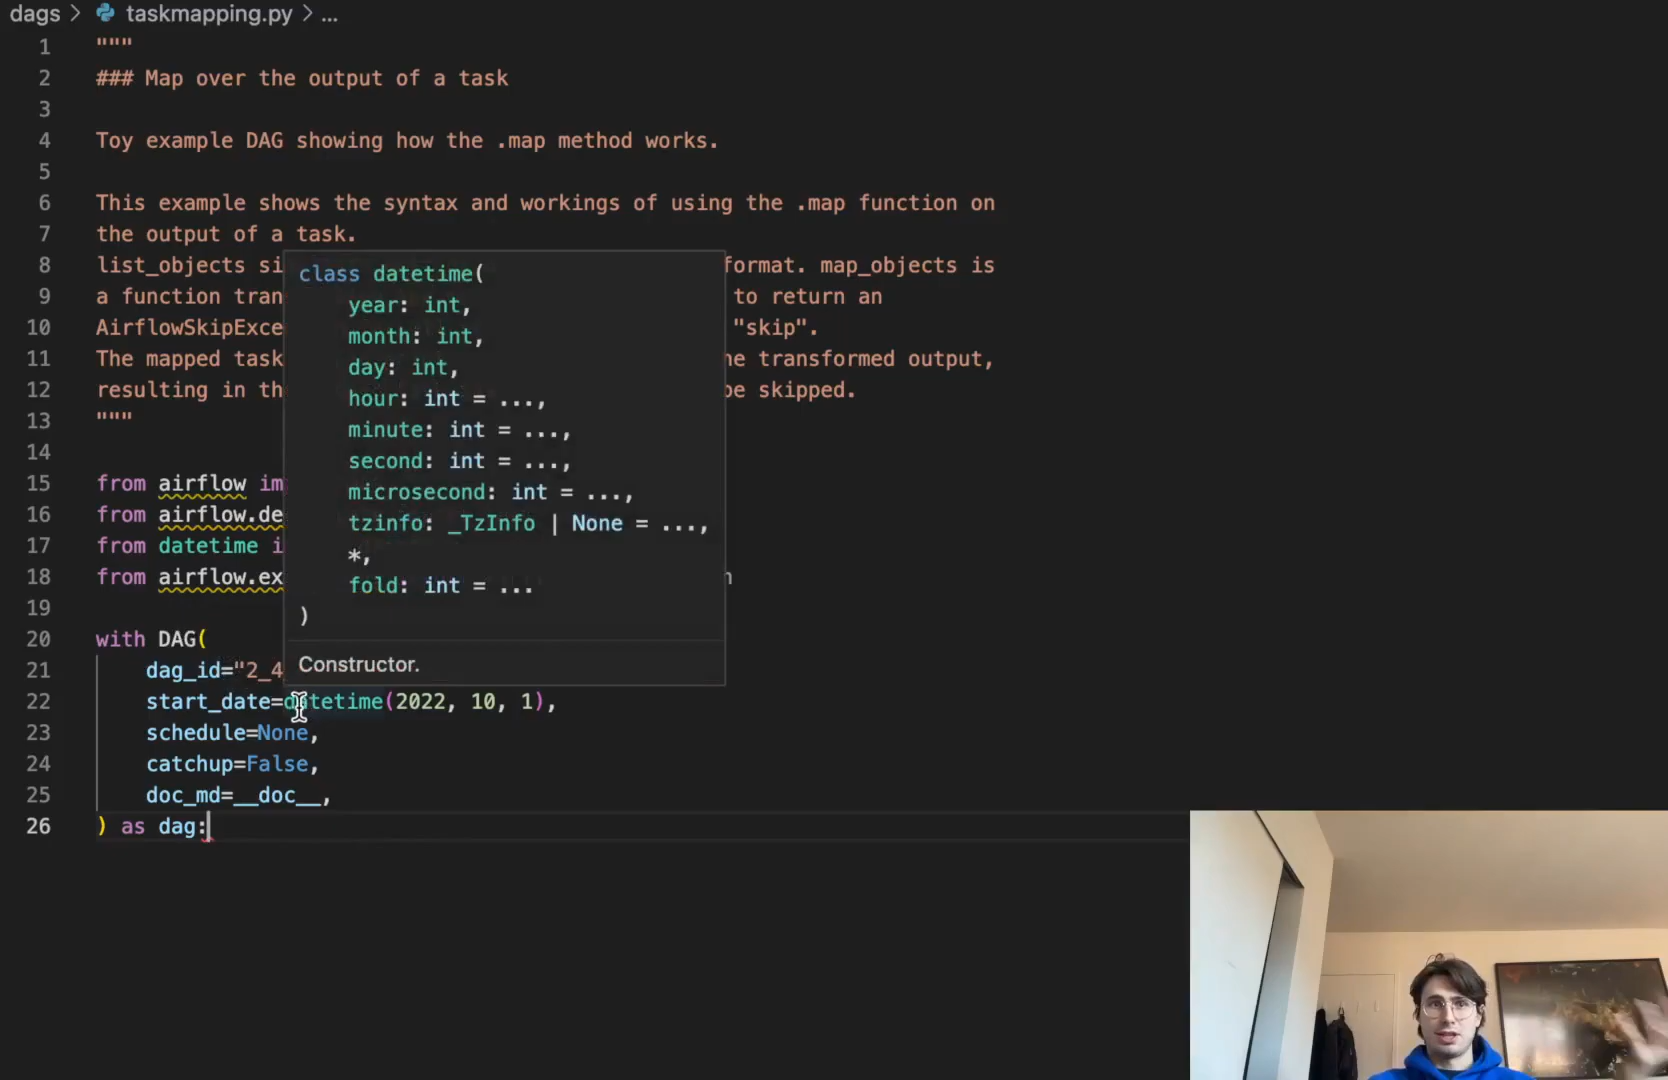 dags > taskmapping.py > ...
1 """
2 ### Map over the output of a task
3
4 Toy example DAG showing how the .map method works.
5
6 This example shows the syntax and workings of using the .map function on
7 the output of a task.
8 list_objects si format. map_objects is
9 a function tran to return an
10 AirflowSkipExce "skip".
11 The mapped task he transformed output,
12 resulting in th be skipped.
13 """
14
15 from airflow im
16 from airflow.de
17 from datetime i
18 from airflow.ex n
19
20 with DAG(
21 dag_id="2_4
22 start_date=datetime(2022, 10, 1),
23 schedule=None,
24 catchup=False,
25 doc_md=__doc__,
26 ) as dag:
class datetime(
year: int,
month: int,
day: int,
hour: int = ...,
minute: int = ...,
second: int = ...,
microsecond: int = ...,
tzinfo: _TzInfo | None = ...,
*,
fold: int = ...
)
Constructor.